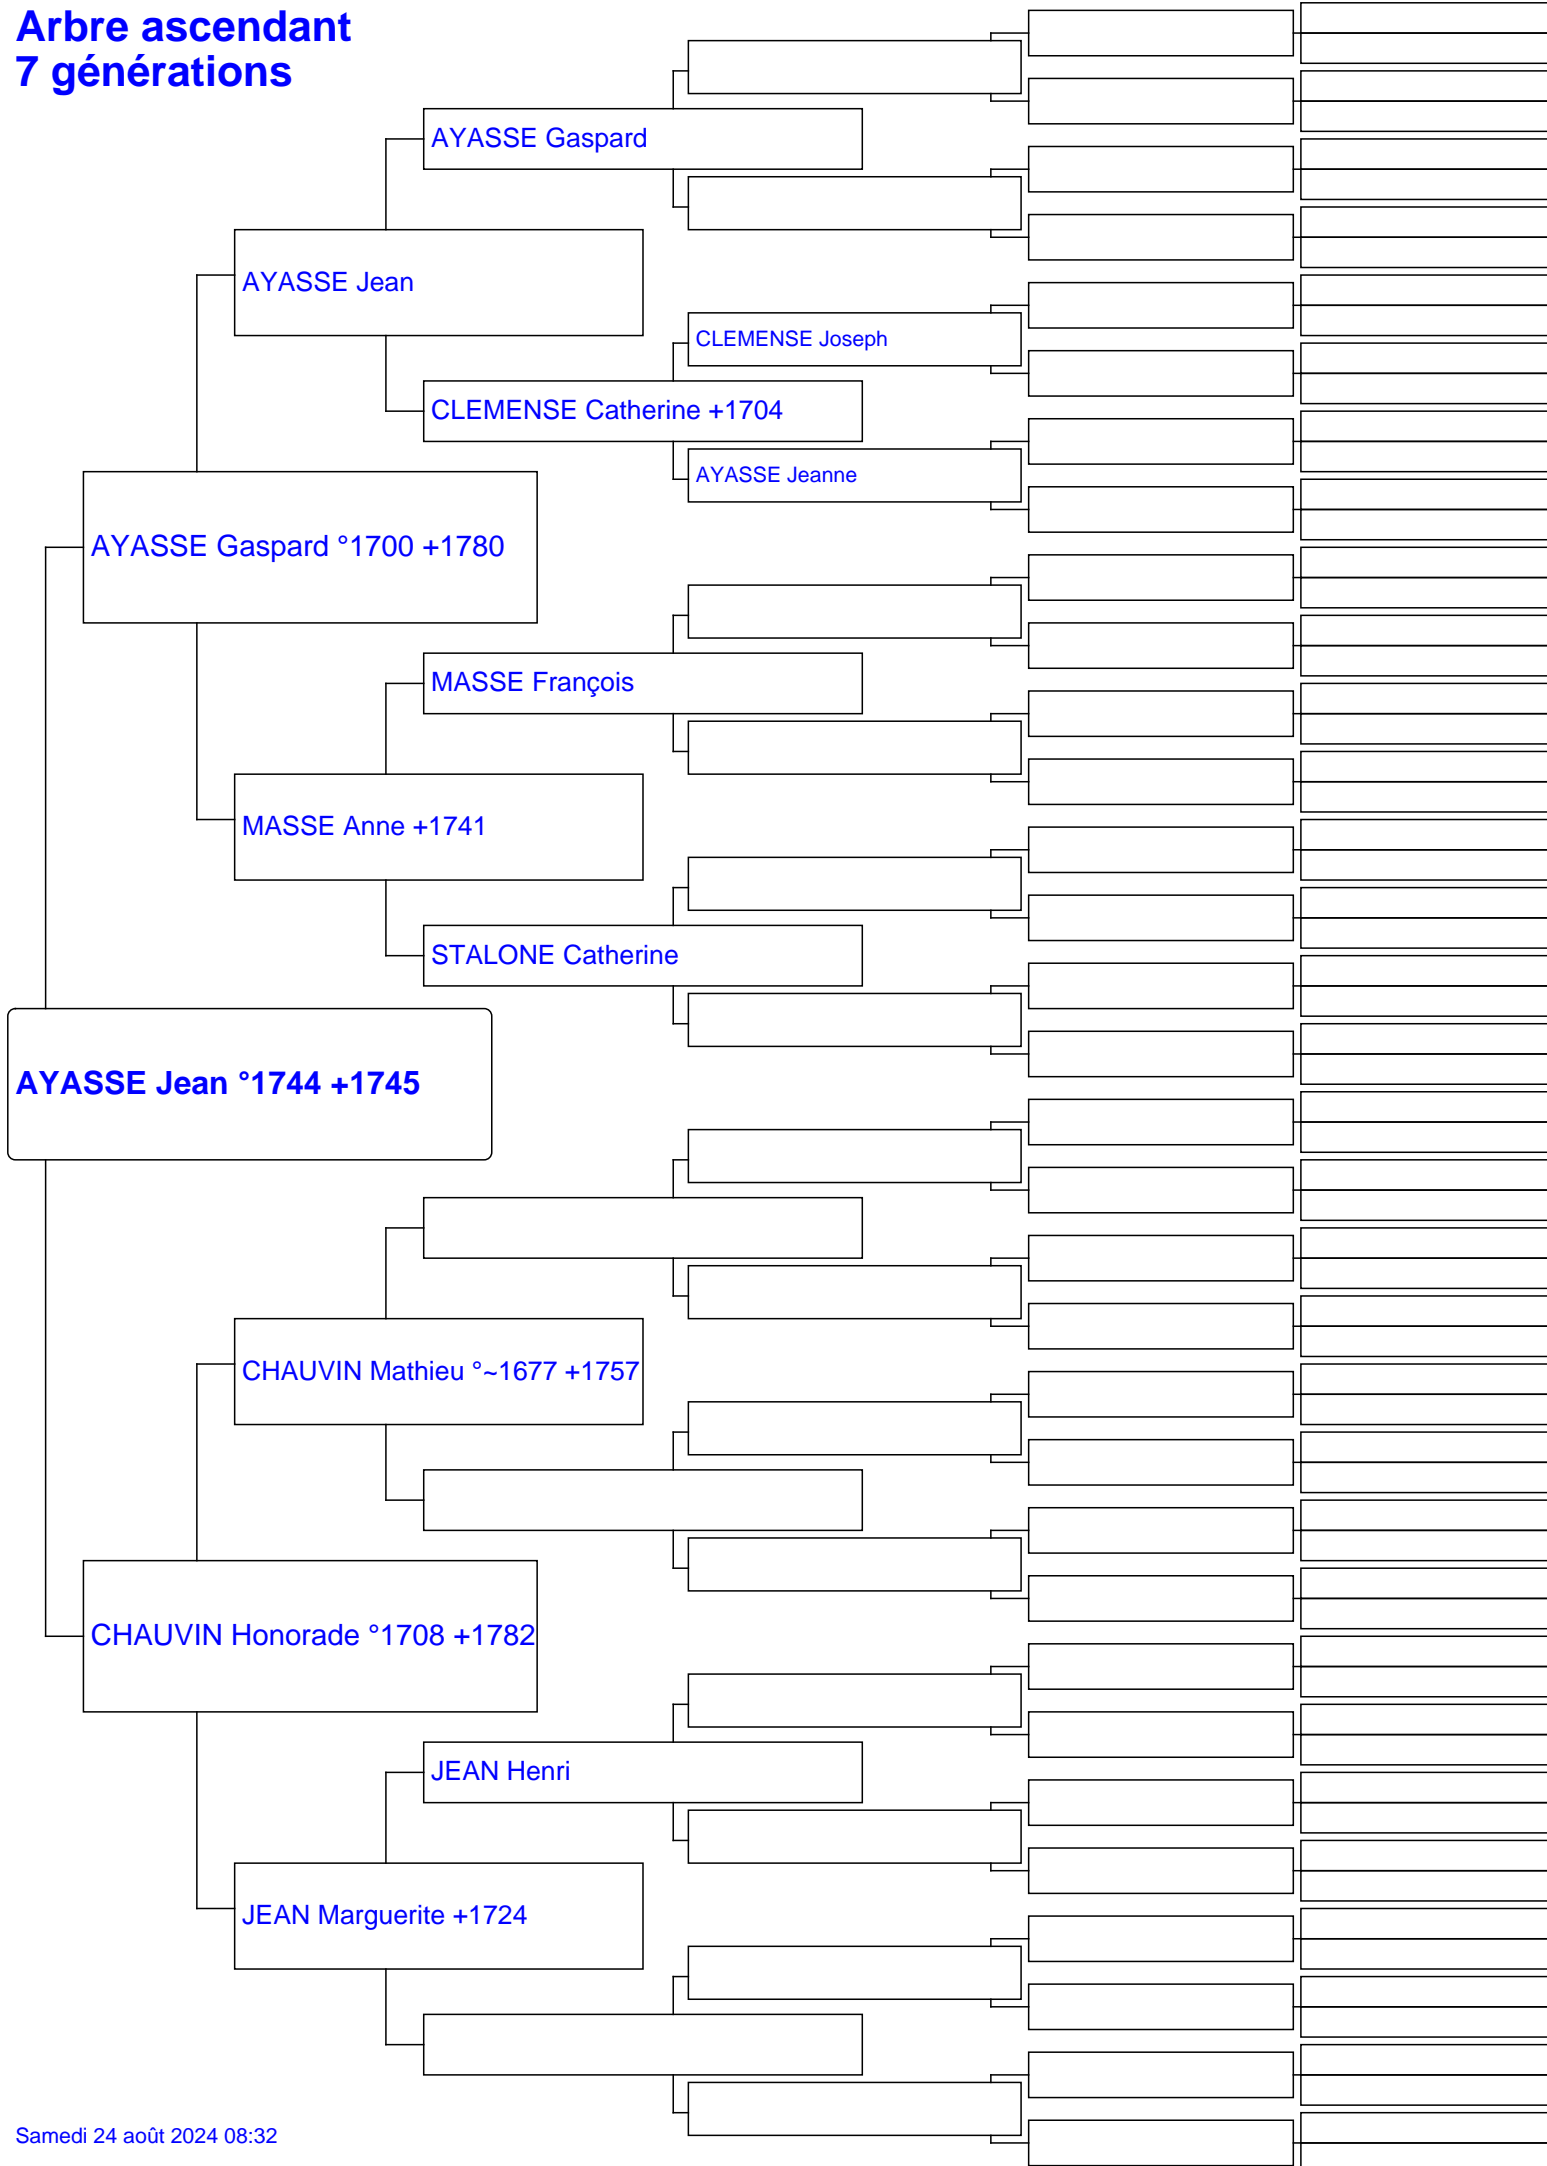 Arbre ascendant
7 générations
AYASSE Gaspard
AYASSE Jean
CLEMENSE Joseph
CLEMENSE Catherine +1704
AYASSE Jeanne
AYASSE Gaspard °1700 +1780
MASSE François
MASSE Anne +1741
STALONE Catherine
AYASSE Jean °1744 +1745
CHAUVIN Mathieu °~1677 +1757
CHAUVIN Honorade °1708 +1782
JEAN Henri
JEAN Marguerite +1724
Samedi 24 août 2024 08:32